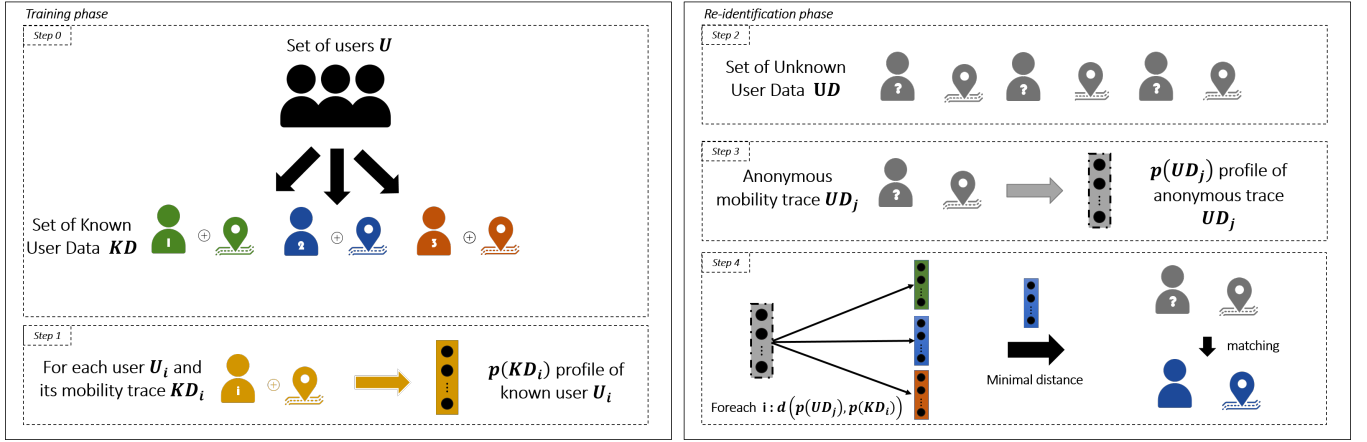 Training phase
Step 0
Set of users U
Set of Known
User Data KD
1
2
3
Step 1
For each user U_i and
its mobility trace KD_i
i
p(KD_i) profile of
known user U_i
Re-identification phase
Step 2
Set of Unknown
User Data UD
?
?
?
Step 3
Anonymous
mobility trace UD_j
?
p(UD_j) profile of
anonymous trace
UD_j
Step 4
Foreach i : d(p(UD_j), p(KD_i))
Minimal distance
?
matching